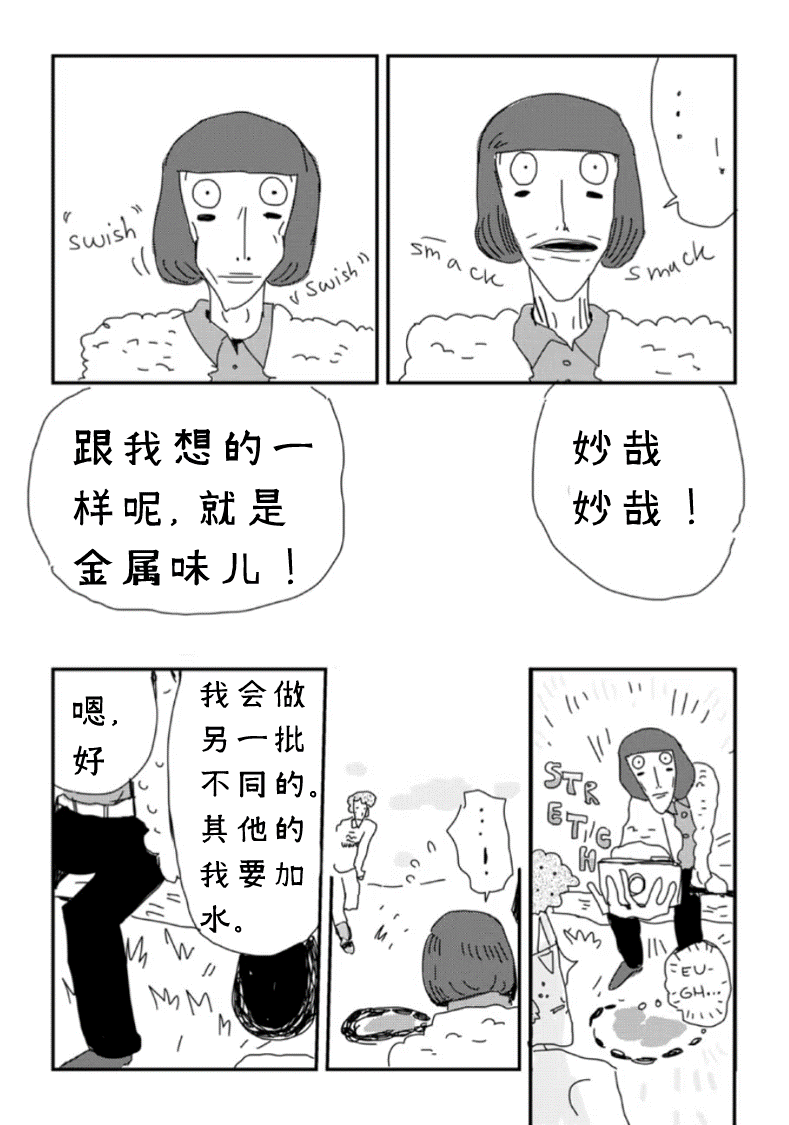 "swish"
"swish"
smack
smack
...!
跟我想的一
样呢,就是
金属味儿!
妙哉
妙哉!
嗯,
好
我会做
另一批
不同的。
其他的
我要加
水。
...!
STR
ETC
H
EU-
GH...